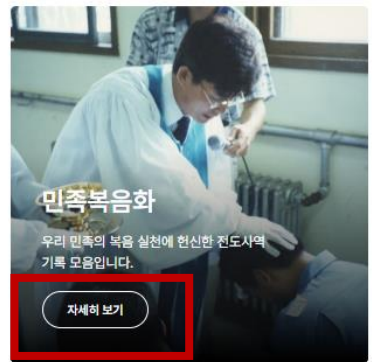 민족복음화
우리 민족의 복음 실천에 헌신한 전도사역
기록 모음입니다.
자세히 보기